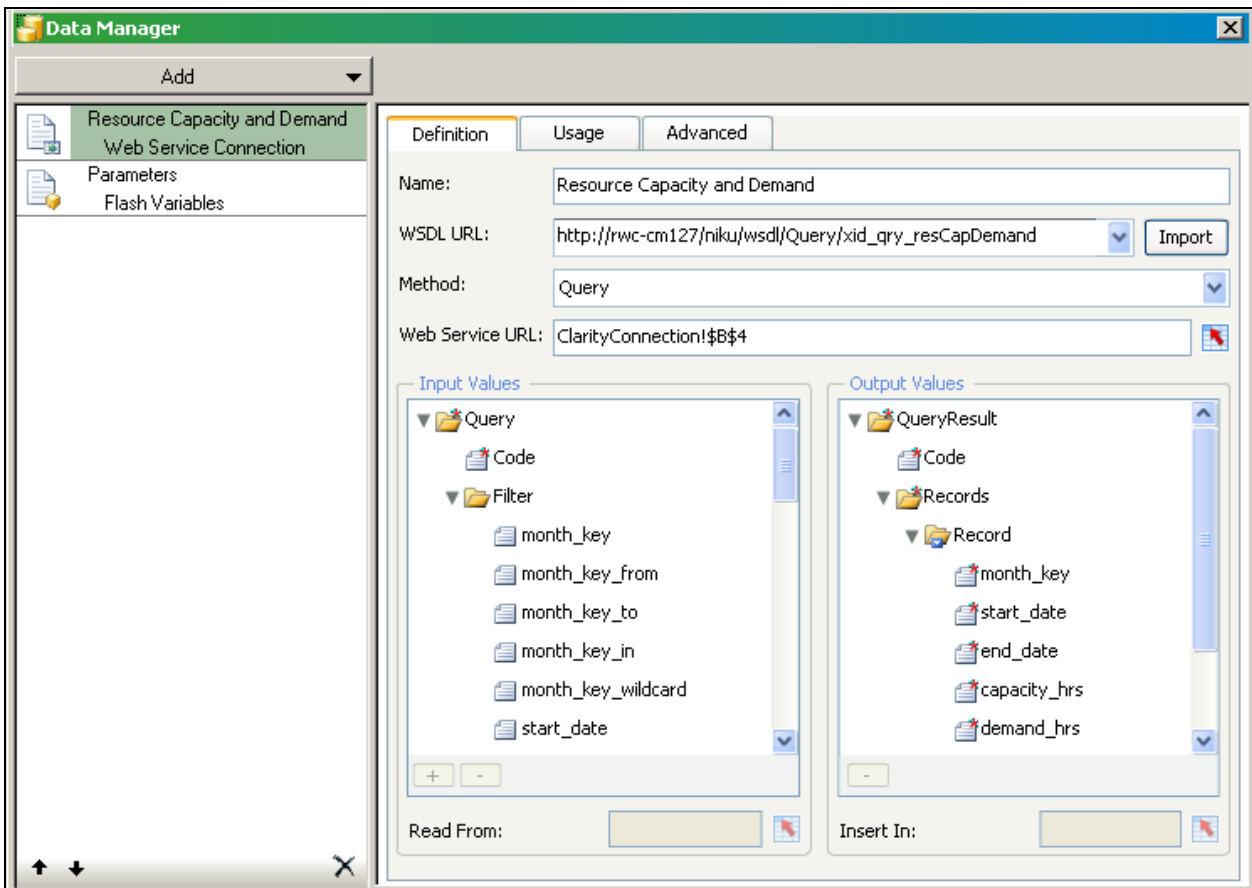 Data Manager
Add
Resource Capacity and Demand
Web Service Connection
Parameters
Flash Variables
Definition
Usage
Advanced
Name:
Resource Capacity and Demand
WSDL URL:
http://rwc-cm127/niku/wsdl/Query/xid_qry_resCapDemand
Import
Method:
Query
Web Service URL:
ClarityConnection!$B$4
Input Values
Query
Code
Filter
month_key
month_key_from
month_key_to
month_key_in
month_key_wildcard
start_date
+
-
Read From:
Output Values
QueryResult
Code
Records
Record
month_key
start_date
end_date
capacity_hrs
demand_hrs
-
Insert In: